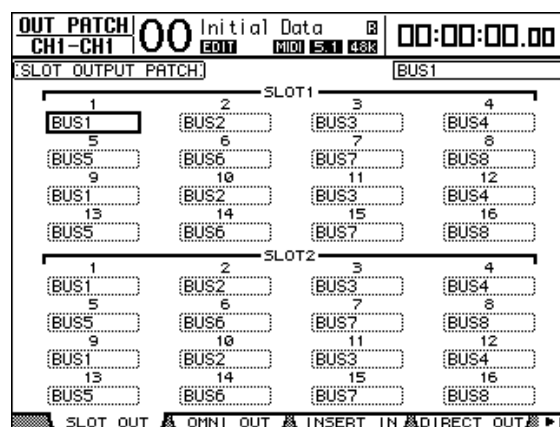 OUT PATCH 00 Initial Data R 00:00:00.00
CH1-CH1 EDIT MIDI 5.1 48k
SLOT OUTPUT PATCH BUS1
SLOT1
1 2 3 4
BUS1 BUS2 BUS3 BUS4
5 6 7 8
BUS5 BUS6 BUS7 BUS8
9 10 11 12
BUS1 BUS2 BUS3 BUS4
13 14 15 16
BUS5 BUS6 BUS7 BUS8
SLOT2
1 2 3 4
BUS1 BUS2 BUS3 BUS4
5 6 7 8
BUS5 BUS6 BUS7 BUS8
9 10 11 12
BUS1 BUS2 BUS3 BUS4
13 14 15 16
BUS5 BUS6 BUS7 BUS8
SLOT OUT OMNI OUT INSERT IN DIRECT OUT